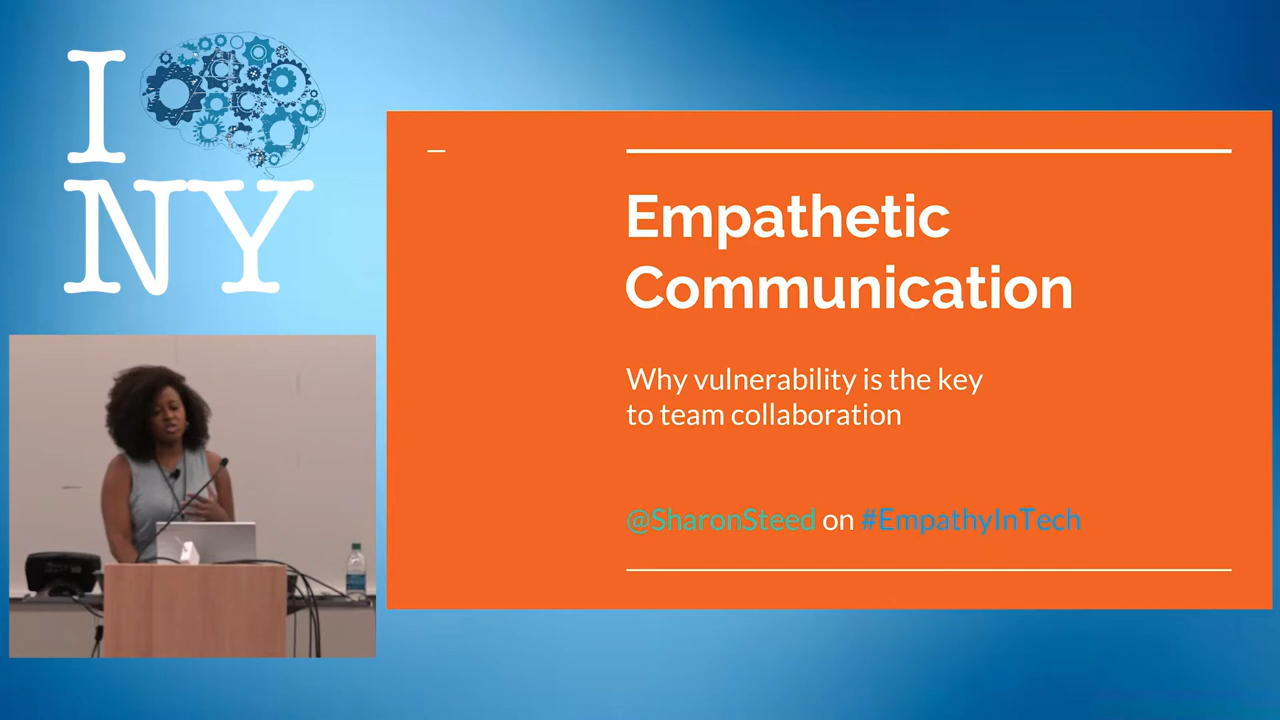 I
NY
Empathetic
Communication
Why vulnerability is the key
to team collaboration
@SharonSteed on #EmpathyInTech